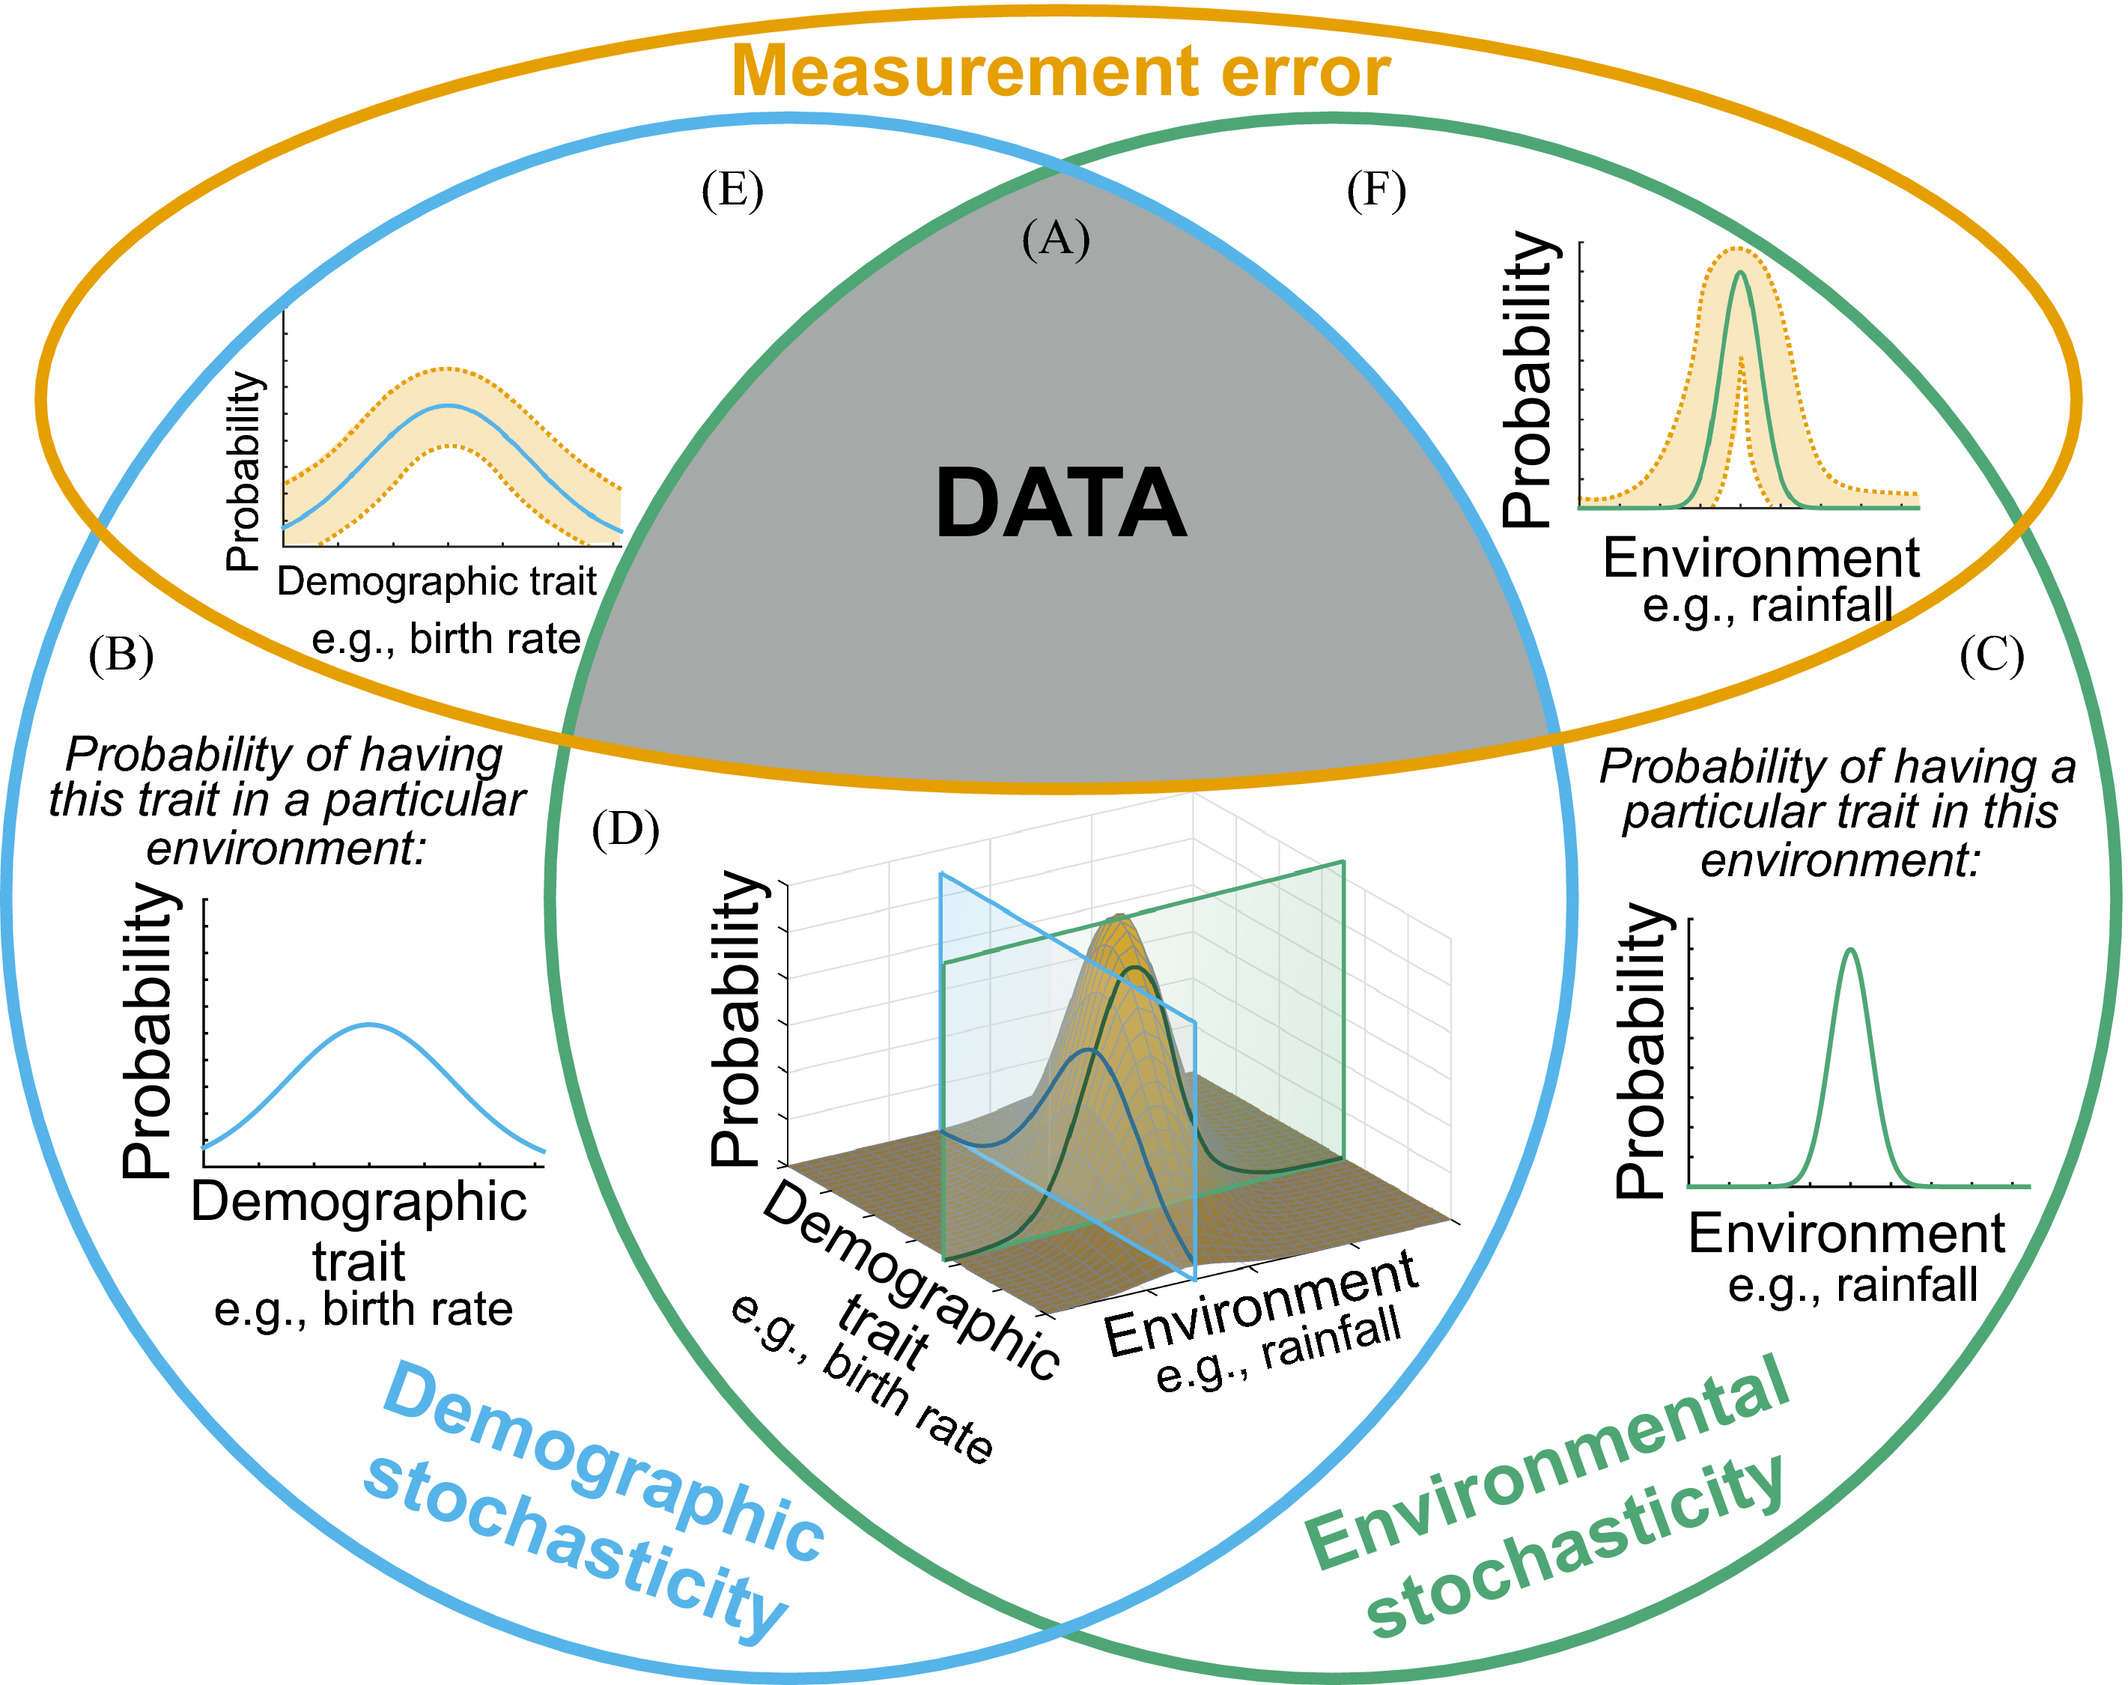 Measurement error
(E)
(A)
(F)
DATA
Probability
Demographic trait
e.g., birth rate
Probability
Environment
e.g., rainfall
(B)
Probability of having
this trait in a particular
environment:
Probability
Demographic
trait
e.g., birth rate
(D)
Probability
Demographic
trait
e.g., birth rate
Environment
e.g., rainfall
(C)
Probability of having a
particular trait in this
environment:
Probability
Environment
e.g., rainfall
Demographic
stochasticity
Environmental
stochasticity